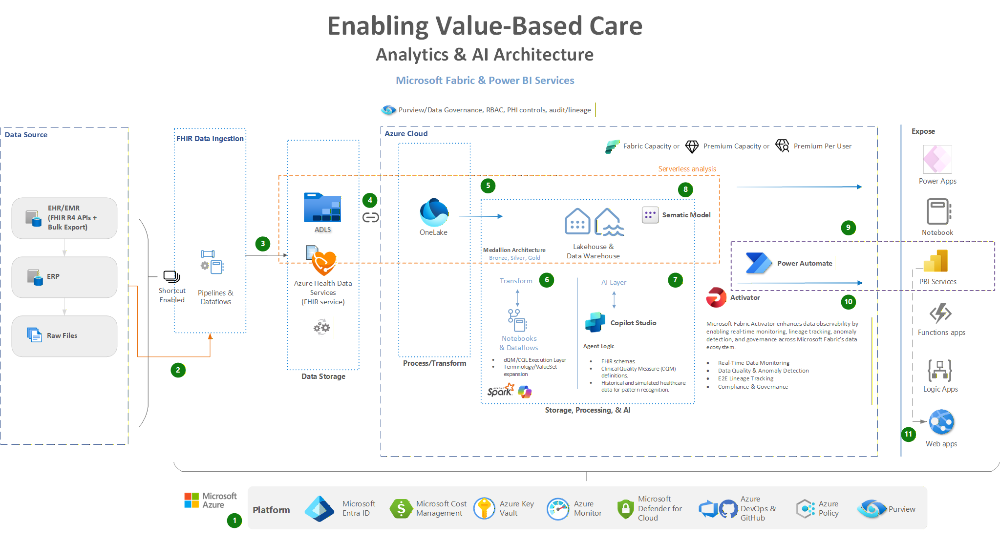 Enabling Value-Based Care
Analytics & AI Architecture
Microsoft Fabric & Power BI Services
Purview/Data Governance, RBAC, PHI controls, audit/lineage
Data Source
EHR/EMR
(FHIR R4 APIs +
Bulk Export)
ERP
Raw Files
2
Shortcut
Enabled
FHIR Data Ingestion
Pipelines &
Dataflows
3
ADLS
Azure Health Data
Services
(FHIR service)
Data Storage
4
Azure Cloud
Fabric Capacity or
Premium Capacity or
Premium Per User
Serverless analysis
OneLake
Process/Transform
5
8
Sematic Model
Lakehouse &
Data Warehouse
Medallion Architecture
Bronze, Silver, Gold
Transform
6
Notebooks
& Dataflows
• dQM/CQL Execution Layer
• Terminology/ValueSet
expansion
APACHE
Spark
AI Layer
7
Copilot Studio
Agent Logic
• FHIR schemas.
• Clinical Quality Measure (CQM)
definitions.
• Historical and simulated healthcare
data for pattern recognition.
Storage, Processing, & AI
9
Power Automate
Activator
10
Microsoft Fabric Activator enhances data observability by
enabling real-time monitoring, lineage tracking, anomaly
detection, and governance across Microsoft Fabric's data
ecosystem.
• Real-Time Data Monitoring
• Data Quality & Anomaly Detection
• E2E Lineage Tracking
• Compliance & Governance
Expose
Power Apps
Notebook
PBI Services
Functions apps
Logic Apps
11
Web apps
Microsoft
Azure
1
Platform
Microsoft
Entra ID
Microsoft Cost
Management
Azure Key
Vault
Azure
Monitor
Microsoft
Defender for
Cloud
Azure
DevOps &
GitHub
Azure
Policy
Purview